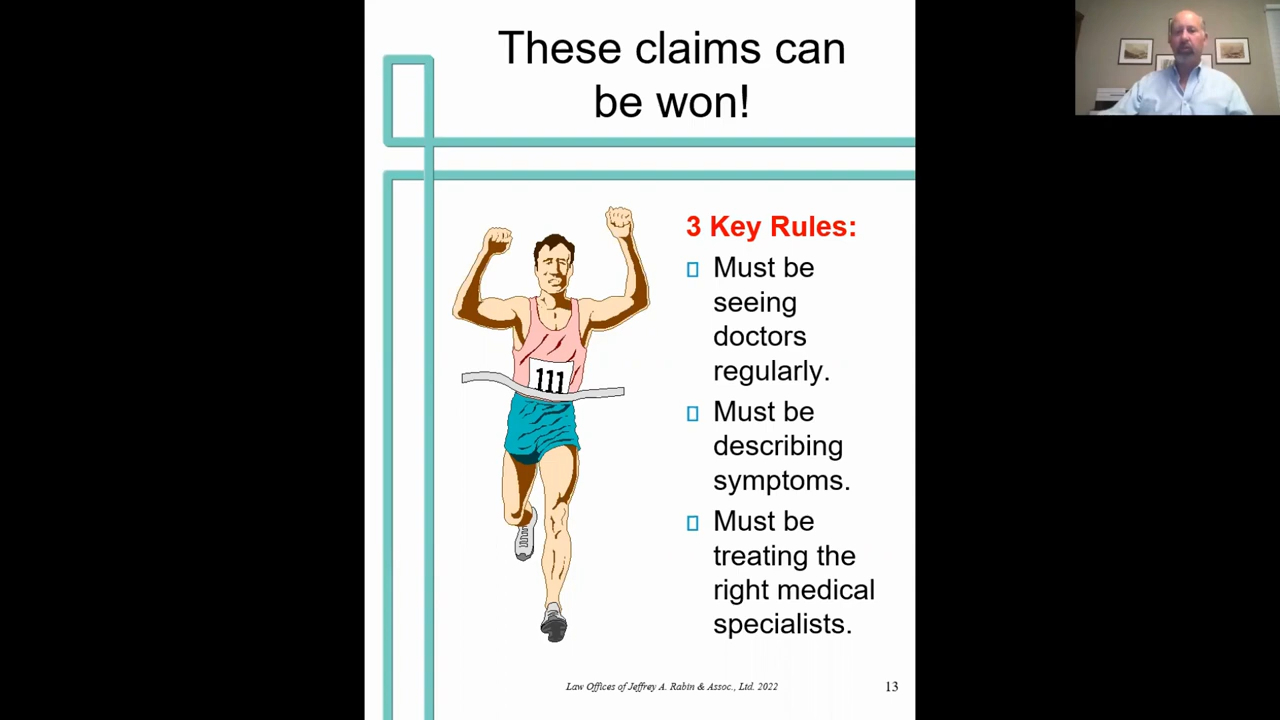 These claims can
be won!
3 Key Rules:
Must be
seeing
doctors
regularly.
Must be
describing
symptoms.
Must be
treating the
right medical
specialists.
111
Law Offices of Jeffrey A. Rabin & Assoc., Ltd. 2022
13